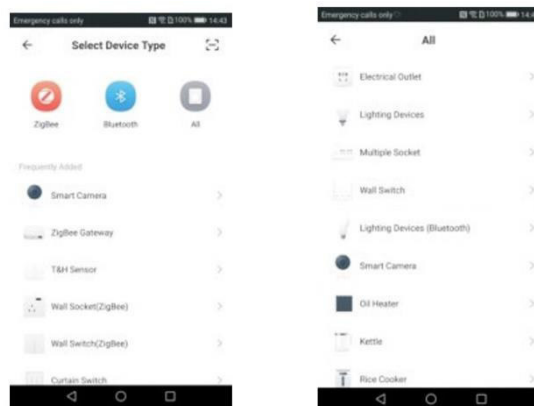 Emergency calls only 100% 14:43
Select Device Type
ZigBee Bluetooth All
Frequently Added
Smart Camera
ZigBee Gateway
T&H Sensor
Wall Socket(ZigBee)
Wall Switch(ZigBee)
Curtain Switch
Emergency calls only 100%
All
Electrical Outlet
Lighting Devices
Multiple Socket
Wall Switch
Lighting Devices (Bluetooth)
Smart Camera
Oil Heater
Kettle
Rice Cooker